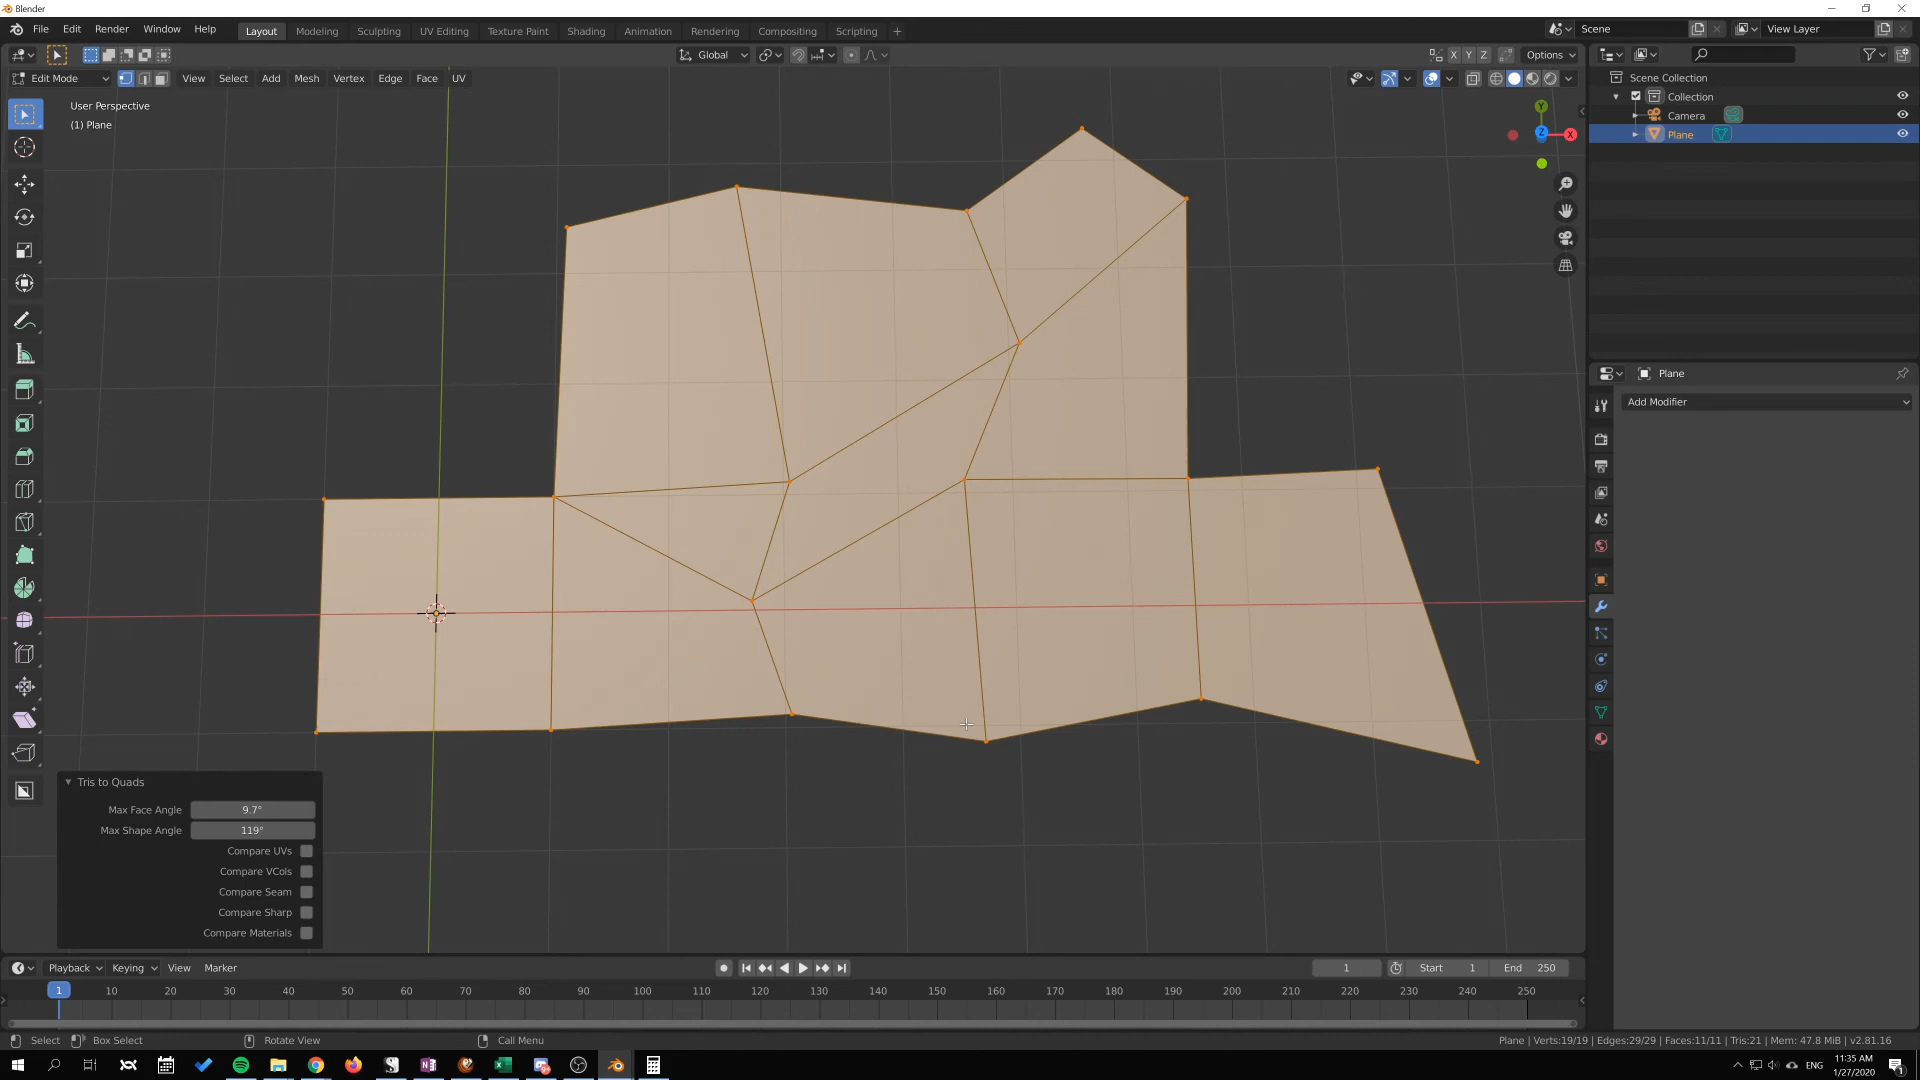 Blender
File Edit Render Window Help Layout Modeling Sculpting UV Editing Texture Paint Shading Animation Rendering Compositing Scripting + Scene View Layer
Global X Y Z Options
Edit Mode View Select Add Mesh Vertex Edge Face UV
Scene Collection
Collection
Camera
Plane
User Perspective
(1) Plane
Y
Z
X
Plane
Add Modifier
Tris to Quads
Max Face Angle 9.7°
Max Shape Angle 119°
Compare UVs
Compare VCols
Compare Seam
Compare Sharp
Compare Materials
Playback Keying View Marker 1 Start 1 End 250
1 10 20 30 40 50 60 70 80 90 100 110 120 130 140 150 160 170 180 190 200 210 220 230 240 250
Select Box Select Rotate View Call Menu Plane | Verts:19/19 | Edges:29/29 | Faces:11/11 | Tris:21 | Mem: 47.8 MiB | v2.81.16
ENG 11:35 AM
1/27/2020